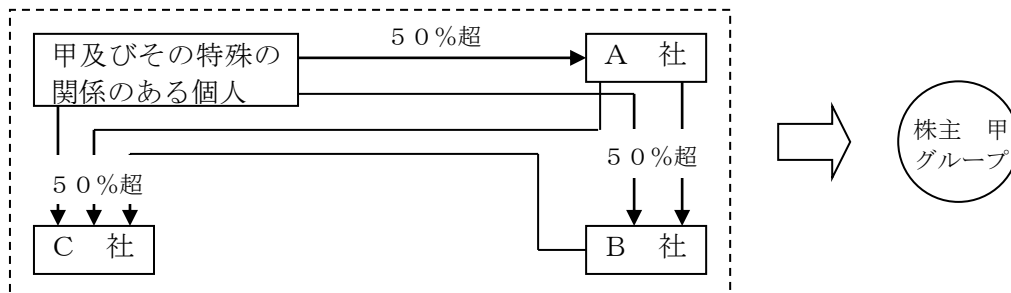 50%超
甲及びその特殊の
関係のある個人
A 社
株主 甲
グループ
50%超
50%超
C 社
B 社